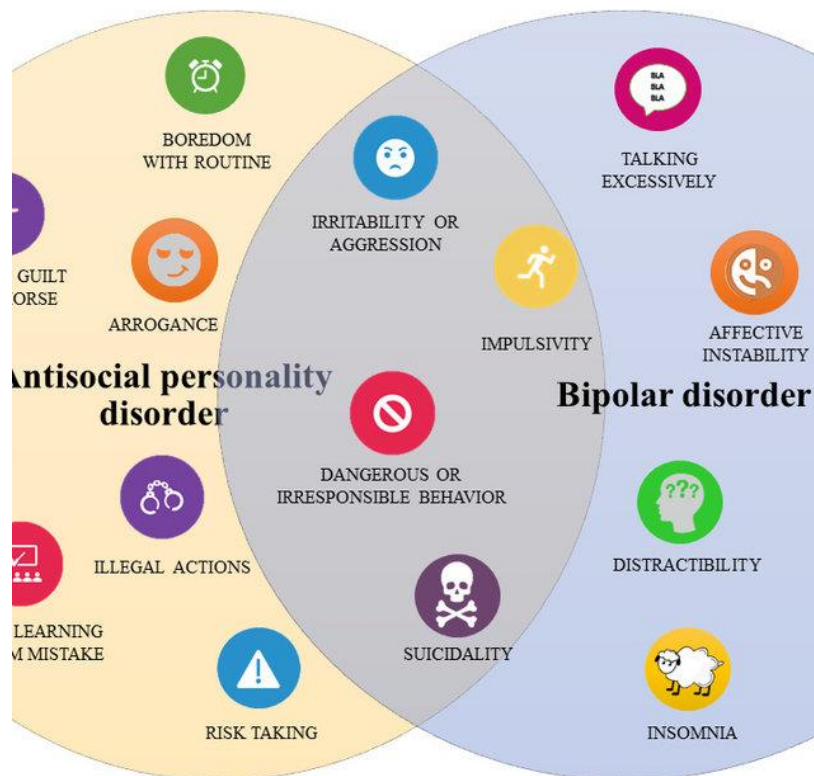 BOREDOM
WITH ROUTINE
GUILT
ARROGANCE
Antisocial personality
disorder
ILLEGAL ACTIONS
LEARNING
MISTAKE
RISK TAKING
IRRITABILITY OR
AGGRESSION
IMPULSIVITY
DANGEROUS OR
IRRESPONSIBLE BEHAVIOR
SUICIDALITY
BLA
BLA
BLA
TALKING
EXCESSIVELY
AFFECTIVE
INSTABILITY
Bipolar disorder
???
DISTRACTIBILITY
INSOMNIA